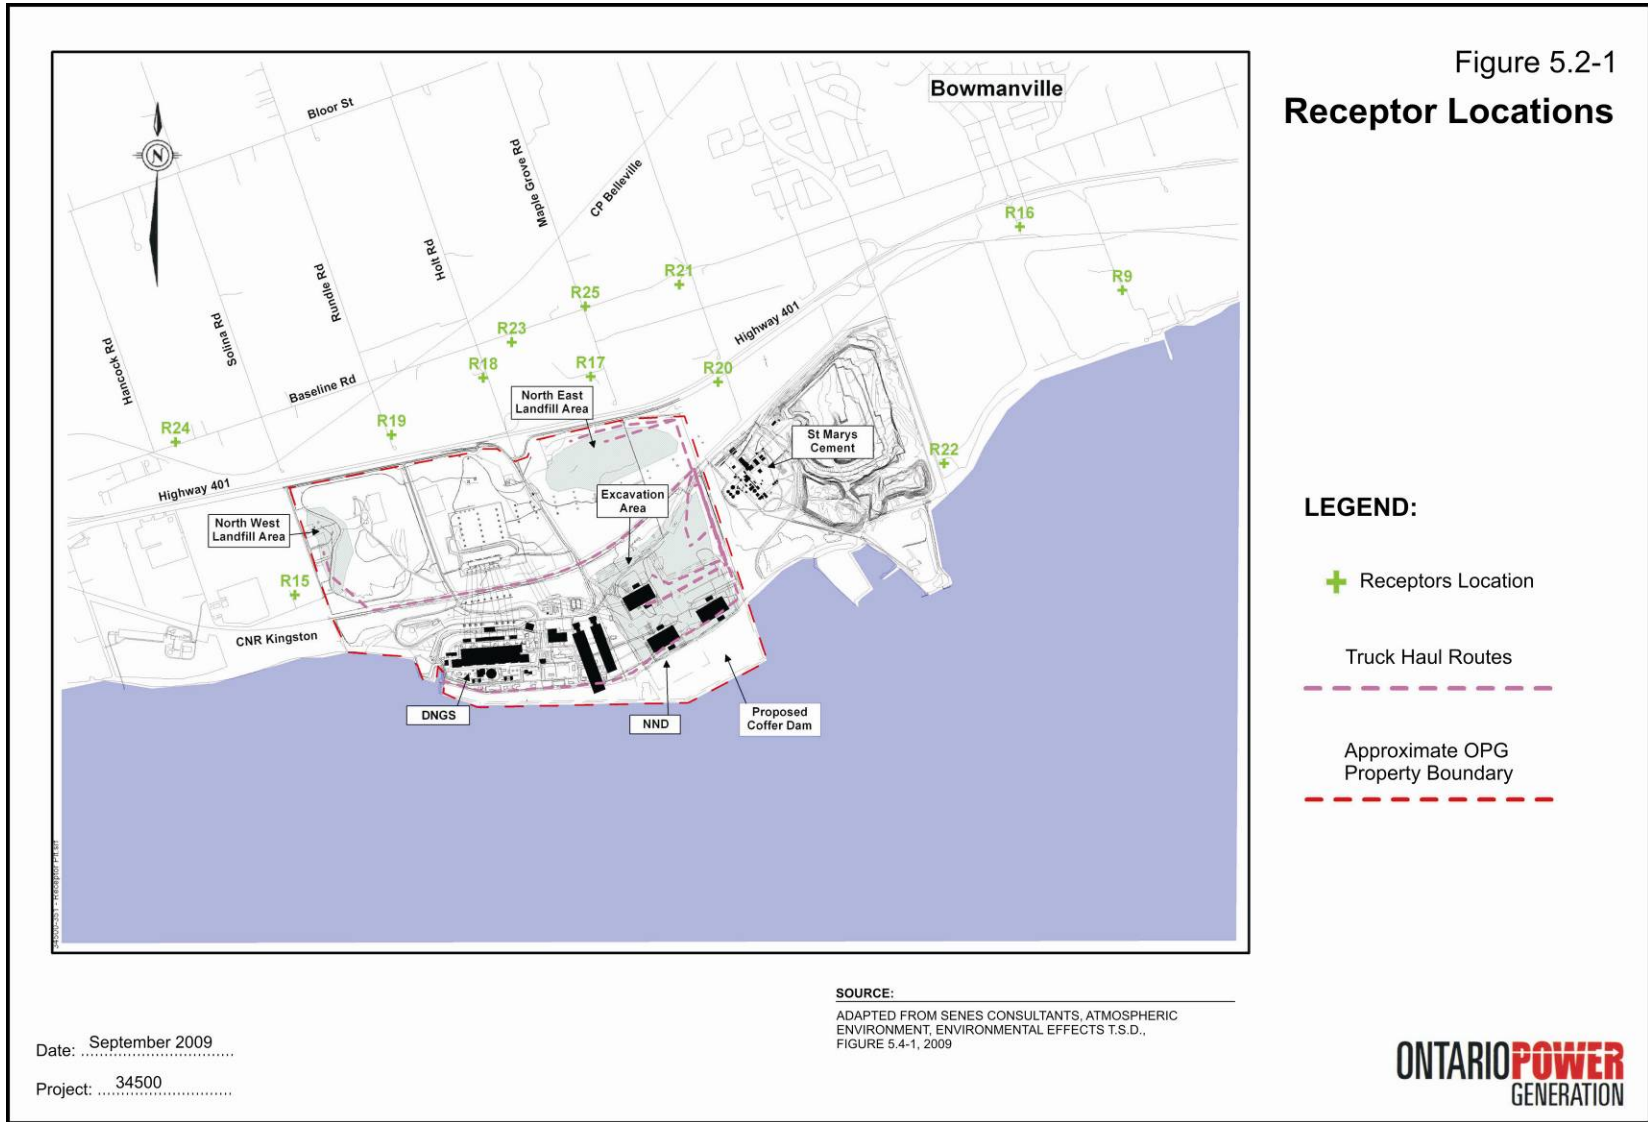 Figure 5.2-1
Receptor Locations
Bowmanville
Bloor St
Maple Grove Rd
CP Belleville
Holt Rd
Rundle Rd
Solina Rd
Hancock Rd
R16
R9
R21
R25
R23
Highway 401
R18
R17
R20
Baseline Rd
North East
Landfill Area
R24
R19
St Marys
Cement
R22
Highway 401
Excavation
Area
North West
Landfill Area
R15
CNR Kingston
DNGS
NND
Proposed
Coffer Dam
N
LEGEND:
Receptors Location
Truck Haul Routes
Approximate OPG
Property Boundary
SOURCE:
ADAPTED FROM SENES CONSULTANTS, ATMOSPHERIC
ENVIRONMENT, ENVIRONMENTAL EFFECTS T.S.D.,
FIGURE 5.4-1, 2009
Date: September 2009
Project: 34500
ONTARIOPOWER
GENERATION